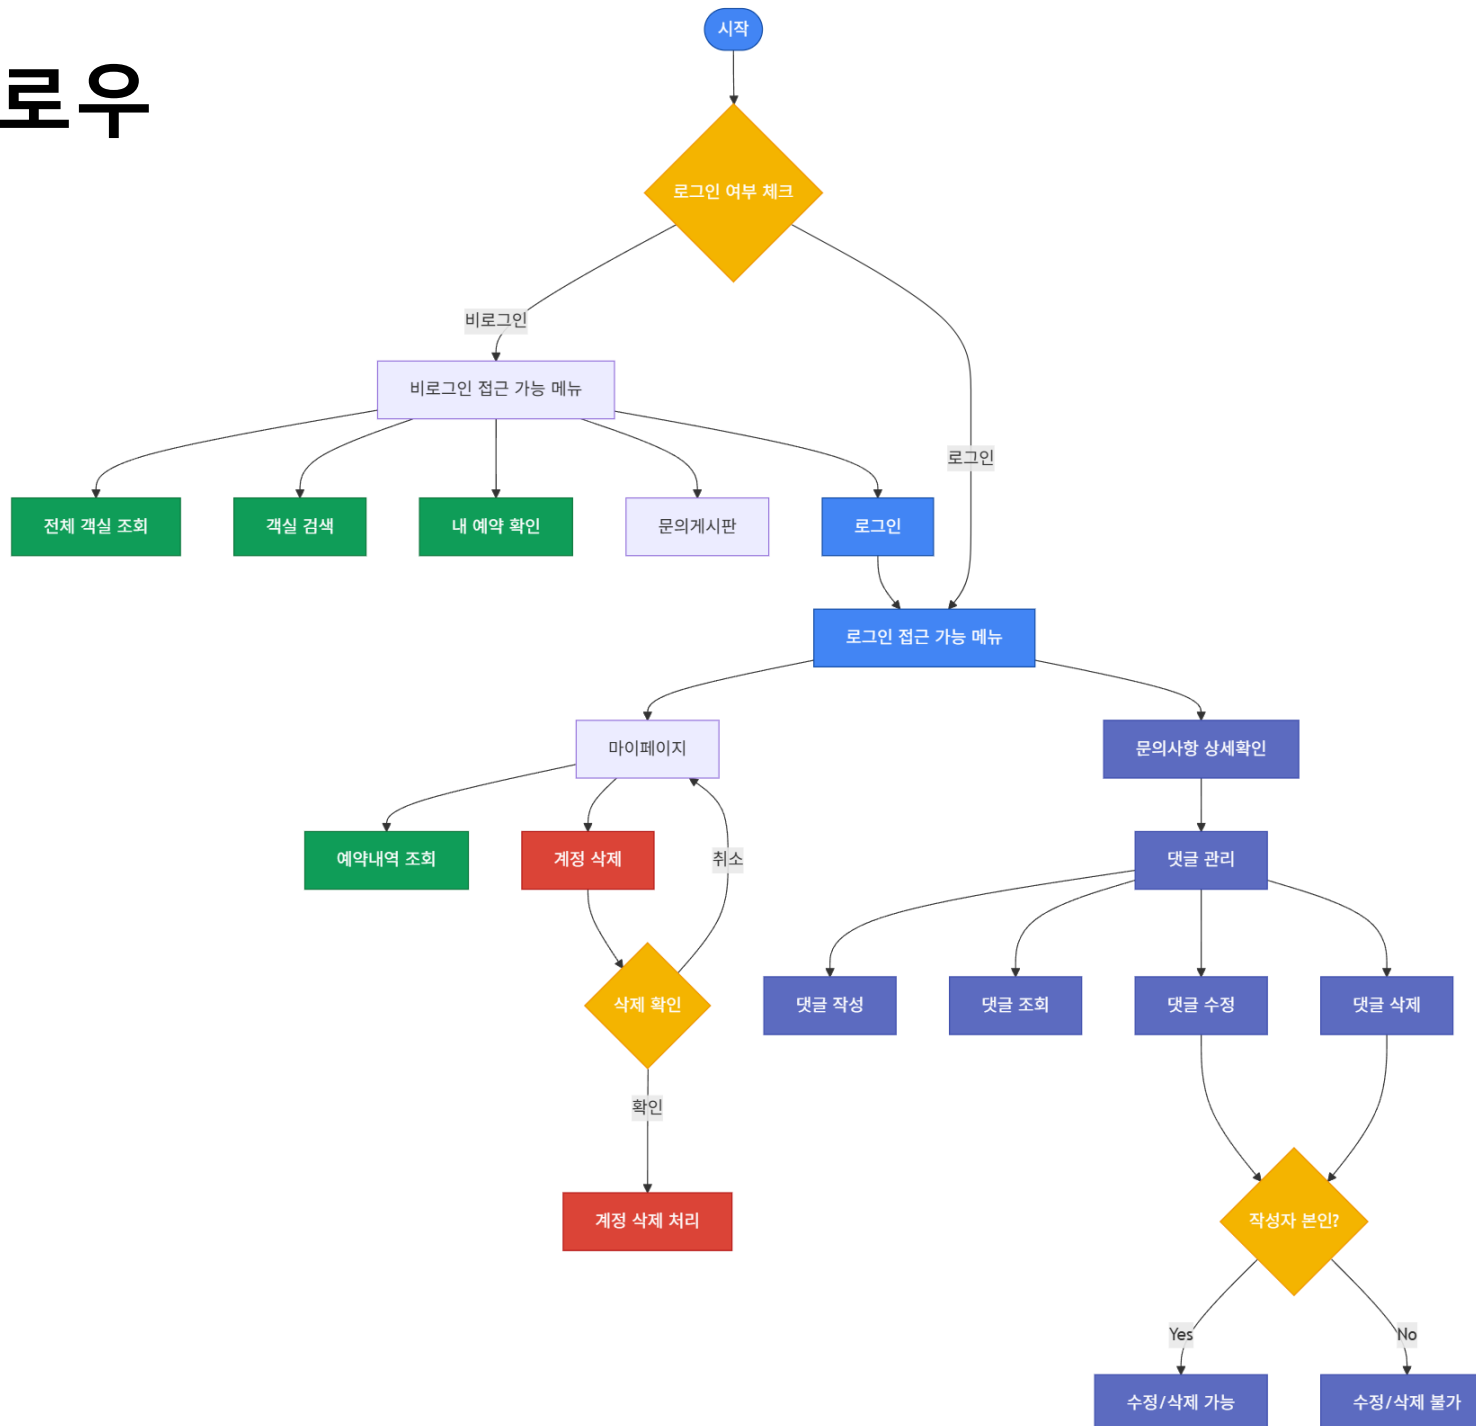 시작
로우
로그인 여부 체크
비로그인
비로그인 접근 가능 메뉴
로그인
전체 객실 조회
객실 검색
내 예약 확인
문의게시판
로그인
로그인 접근 가능 메뉴
마이페이지
문의사항 상세확인
예약내역 조회
계정 삭제
취소
댓글 관리
삭제 확인
댓글 작성
댓글 조회
댓글 수정
댓글 삭제
확인
계정 삭제 처리
작성자 본인?
Yes
No
수정/삭제 가능
수정/삭제 불가